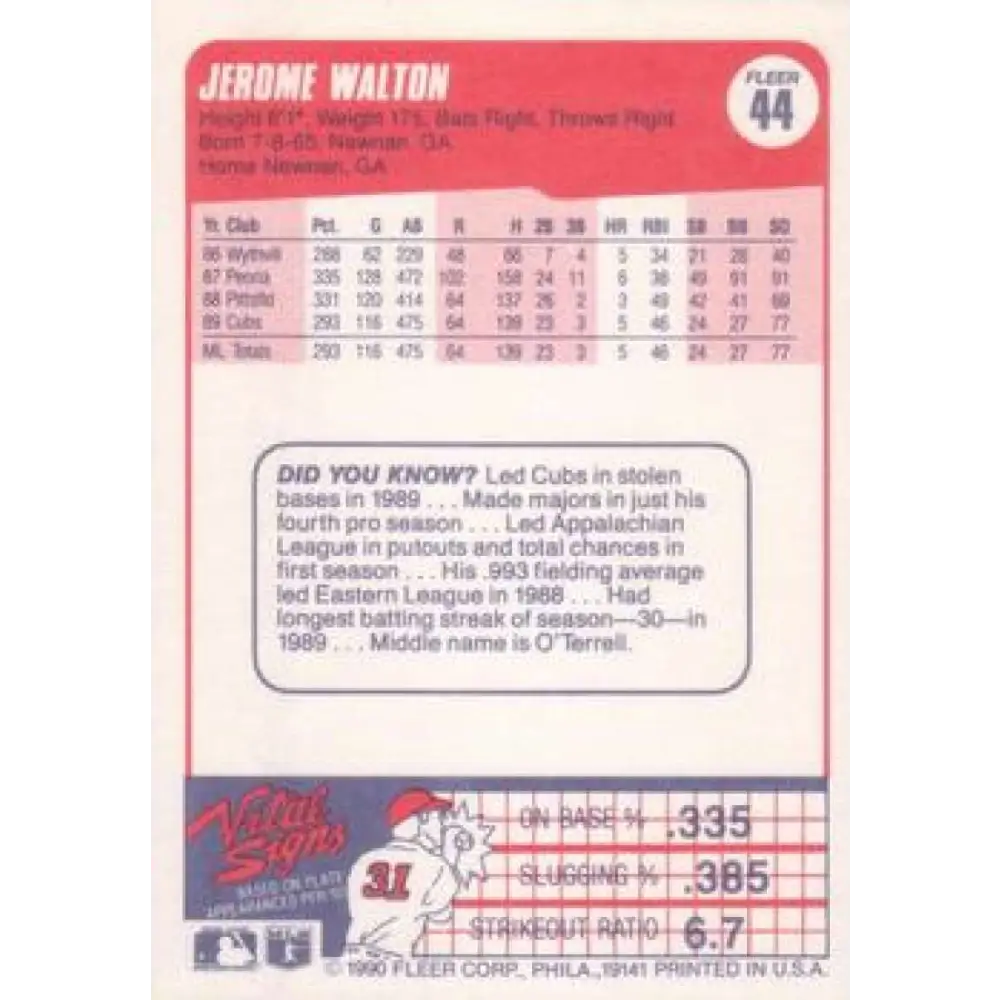 JEROME WALTON
FLEER
44
Height 6'1", Weight 175, Bats Right, Throws Right
Born 7-8-65, Newnan, GA
Home Newnan, GA
Yr. Club Pct. G AB R H 2B 3B HR RBI SB BB SO
86 Wythvill 288 62 229 48 66 7 4 5 34 21 28 40
87 Peoria 335 128 472 102 158 24 11 6 38 49 91 91
88 Pittsfld 331 120 414 64 137 26 2 3 49 42 41 69
89 Cubs 293 116 475 64 139 23 3 5 46 24 27 77
ML Totals 293 116 475 64 139 23 3 5 46 24 27 77
DID YOU KNOW? Led Cubs in stolen
bases in 1989 . . . Made majors in just his
fourth pro season . . . Led Appalachian
League in putouts and total chances in
first season . . . His .993 fielding average
led Eastern League in 1988 . . . Had
longest batting streak of season—30—in
1989 . . . Middle name is O'Terrell.
Vital
Signs
BASED ON PLATE
APPEARANCES PER
31
ON BASE % .335
SLUGGING % .385
STRIKEOUT RATIO 6.7
© 1990 FLEER CORP., PHILA., 19141 PRINTED IN U.S.A.